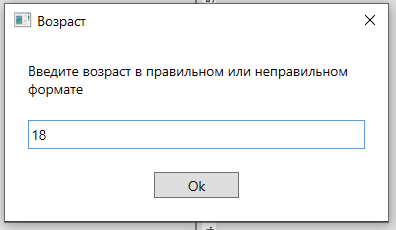 Возраст
Введите возраст в правильном или неправильном
формате
18
Ok